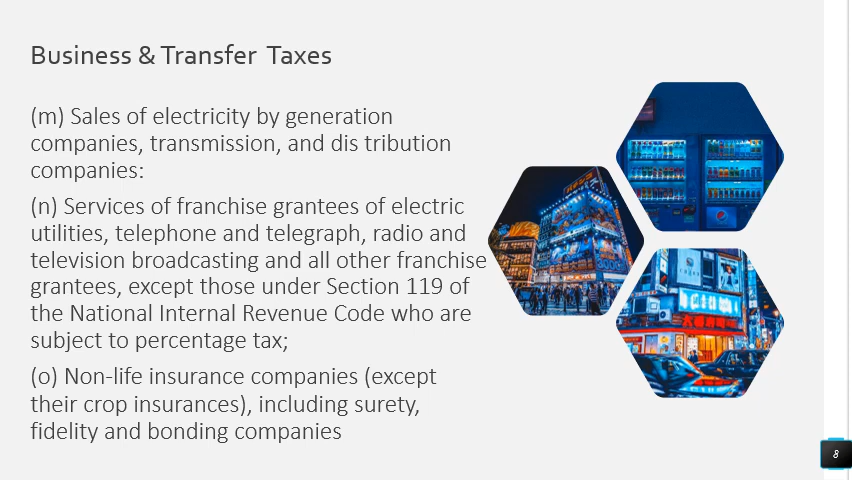 Business & Transfer Taxes
(m) Sales of electricity by generation
companies, transmission, and dis tribution
companies:
(n) Services of franchise grantees of electric
utilities, telephone and telegraph, radio and
television broadcasting and all other franchise
grantees, except those under Section 119 of
the National Internal Revenue Code who are
subject to percentage tax;
(o) Non-life insurance companies (except
their crop insurances), including surety,
fidelity and bonding companies
8